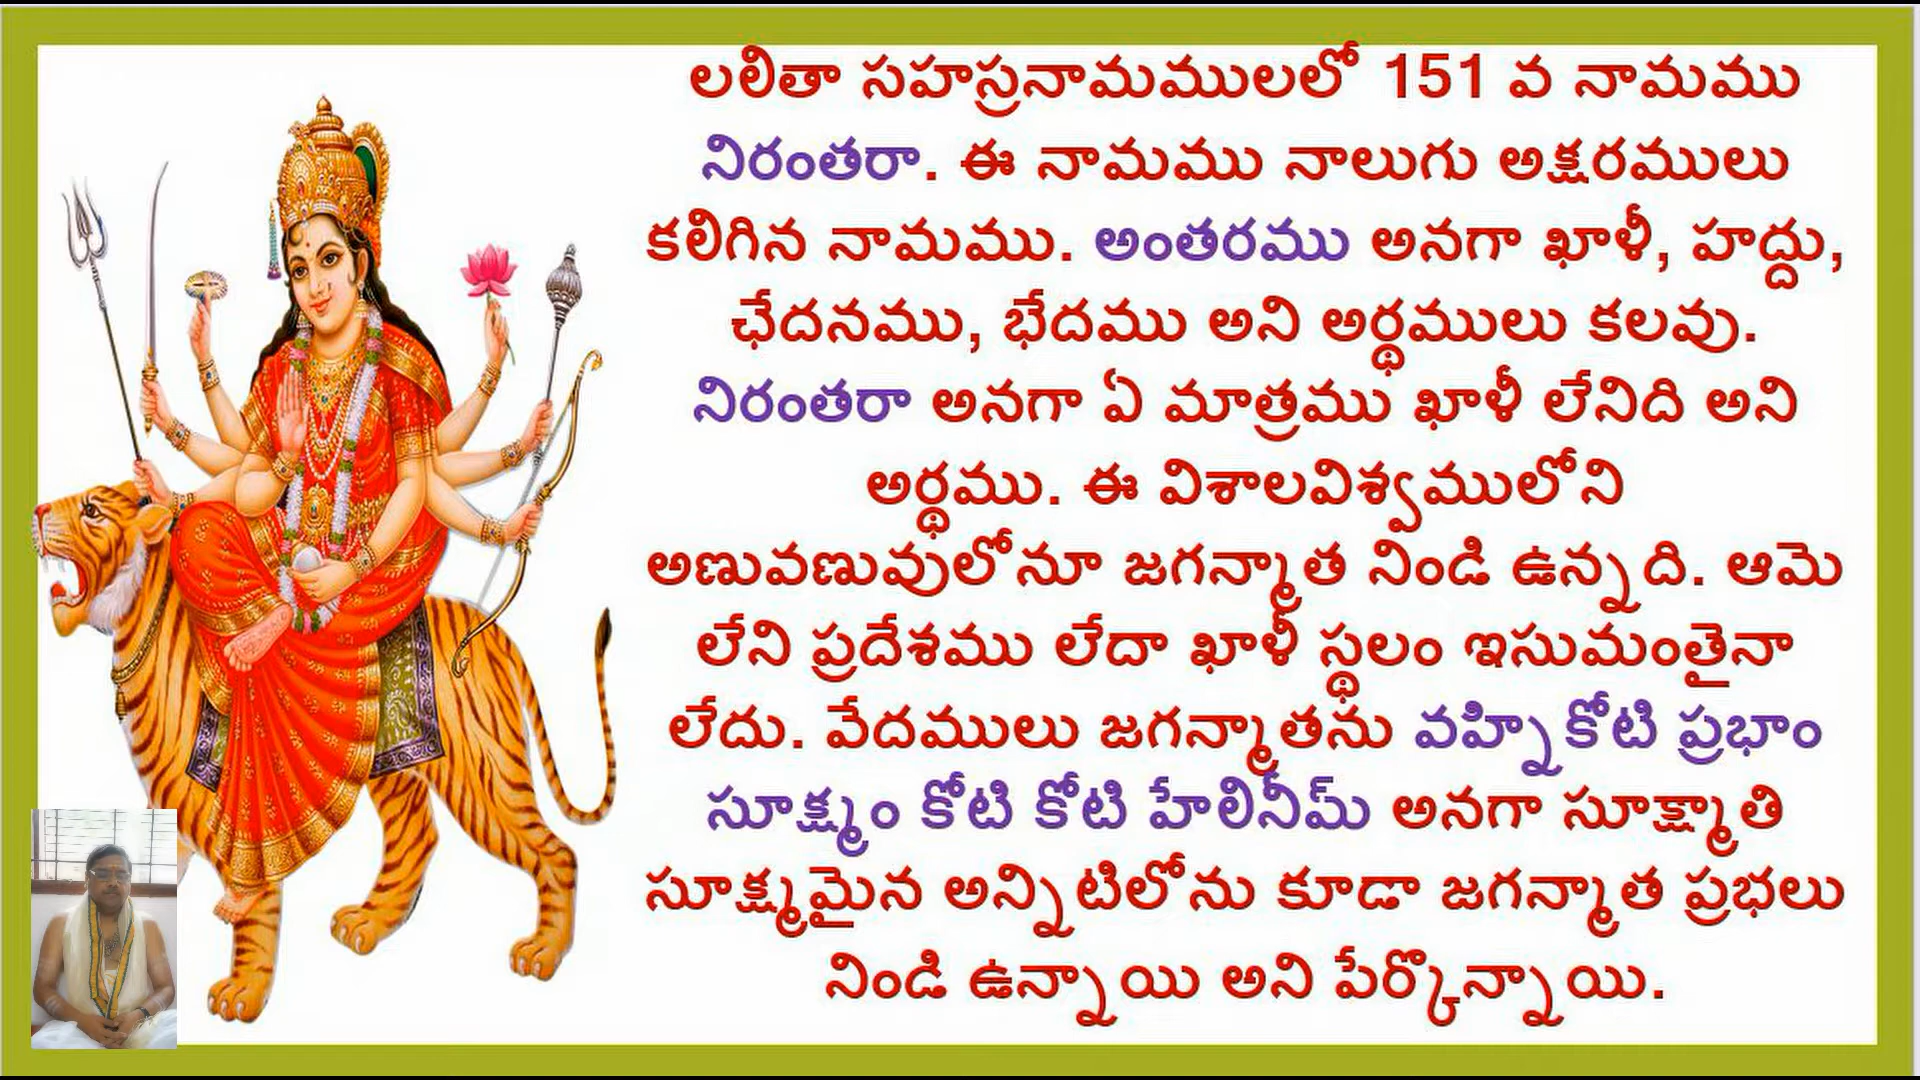 లలితా సహస్రనామములలో 151 వ నామము
నిరంతరా. ఈ నామము నాలుగు అక్షరములు
కలిగిన నామము. అంతరము అనగా ఖాళీ, హద్దు,
ఛేదనము, భేదము అని అర్థములు కలవు.
నిరంతరా అనగా ఏ మాత్రము ఖాళీ లేనిది అని
అర్థము. ఈ విశాలవిశ్వములోని
అణువణువులోనూ జగన్మాత నిండి ఉన్నది. ఆమె
లేని ప్రదేశము లేదా ఖాళీ స్థలం ఇసుమంతైనా
లేదు. వేదములు జగన్మాతను వహ్ని కోటి ప్రభాం
సూక్ష్మం కోటి కోటి హేలినీమ్ అనగా సూక్ష్మాతి
సూక్ష్మమైన అన్నిటిలోను కూడా జగన్మాత ప్రభలు
నిండి ఉన్నాయి అని పేర్కొన్నాయి.